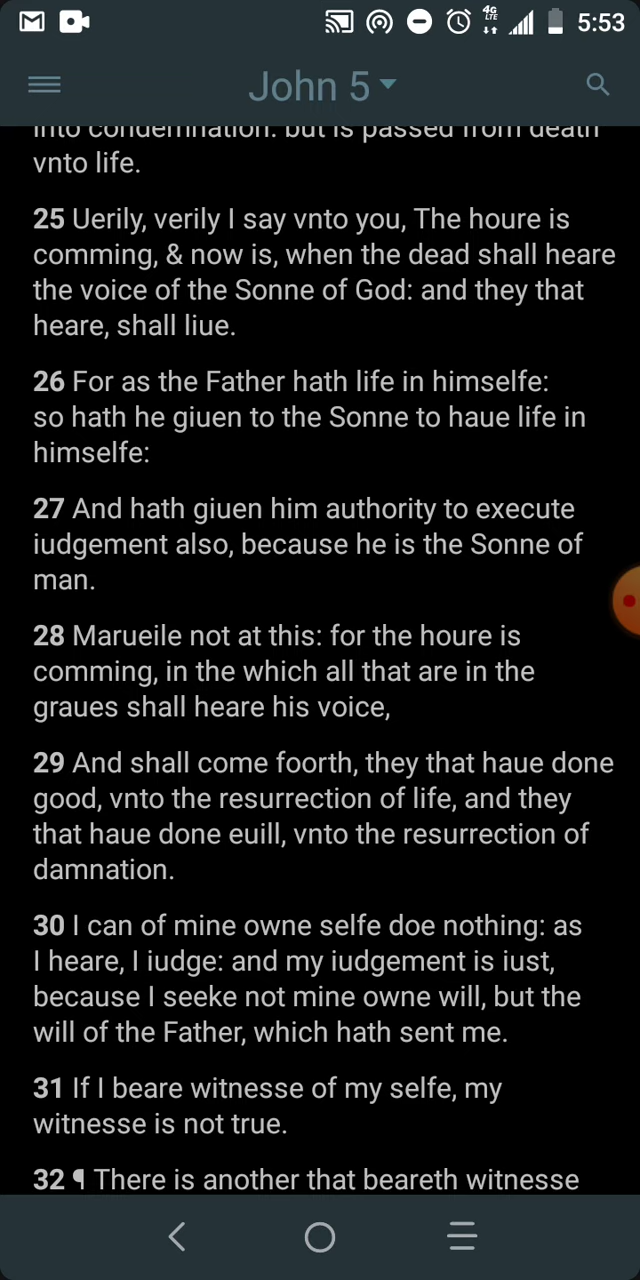 4G
LTE
5:53
John 5
into condemnation: but is passed from death
vnto life.
25 Uerily, verily I say vnto you, The houre is
comming, & now is, when the dead shall heare
the voice of the Sonne of God: and they that
heare, shall liue.
26 For as the Father hath life in himselfe:
so hath he giuen to the Sonne to haue life in
himselfe:
27 And hath giuen him authority to execute
iudgement also, because he is the Sonne of
man.
28 Marueile not at this: for the houre is
comming, in the which all that are in the
graues shall heare his voice,
29 And shall come foorth, they that haue done
good, vnto the resurrection of life, and they
that haue done euill, vnto the resurrection of
damnation.
30 I can of mine owne selfe doe nothing: as
I heare, I iudge: and my iudgement is iust,
because I seeke not mine owne will, but the
will of the Father, which hath sent me.
31 If I beare witnesse of my selfe, my
witnesse is not true.
32 ¶ There is another that beareth witnesse